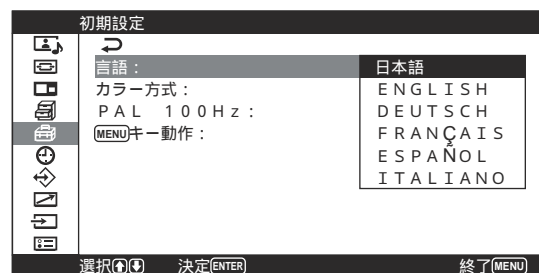 初期設定
言語:
日本語
カラー方式:
ENGLISH
PAL 100Hz:
DEUTSCH
MENUキー動作:
FRANÇAIS
ESPAÑOL
ITALIANO
選択 決定ENTER 終了MENU